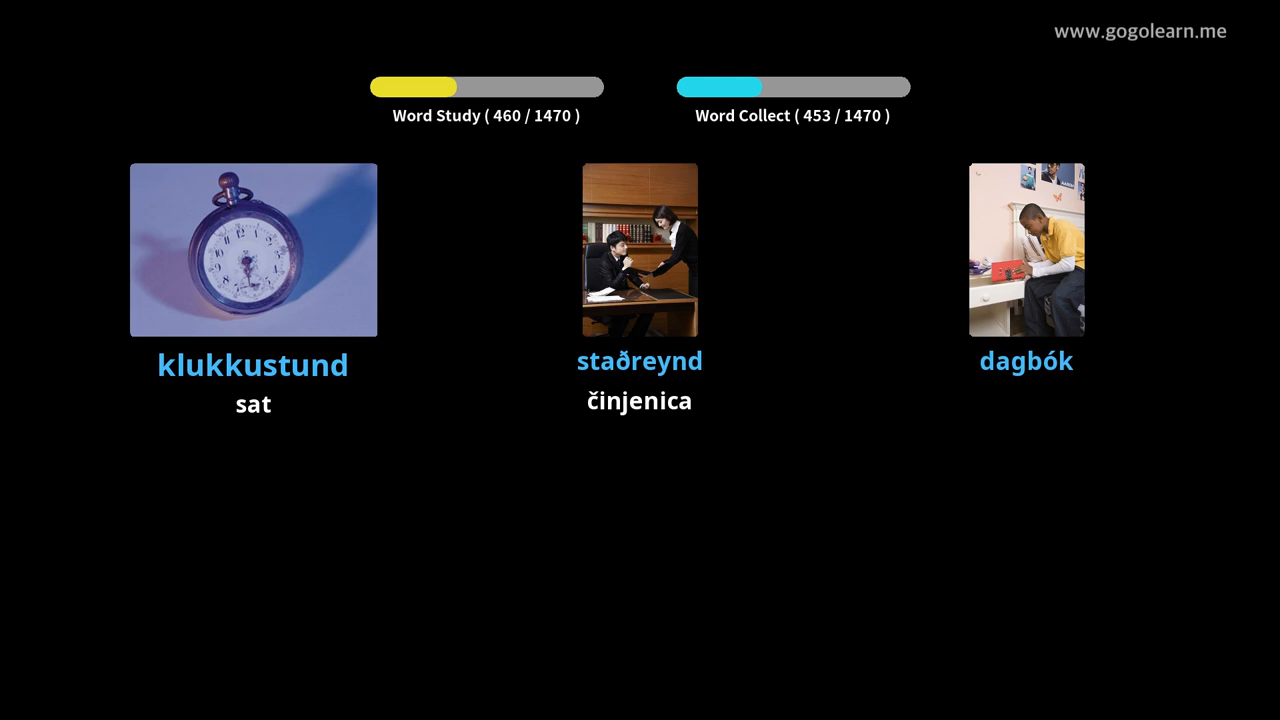 www.gogolearn.me
Word Study ( 460 / 1470 )
Word Collect ( 453 / 1470 )
klukkustund
sat
staðreynd
činjenica
dagbók